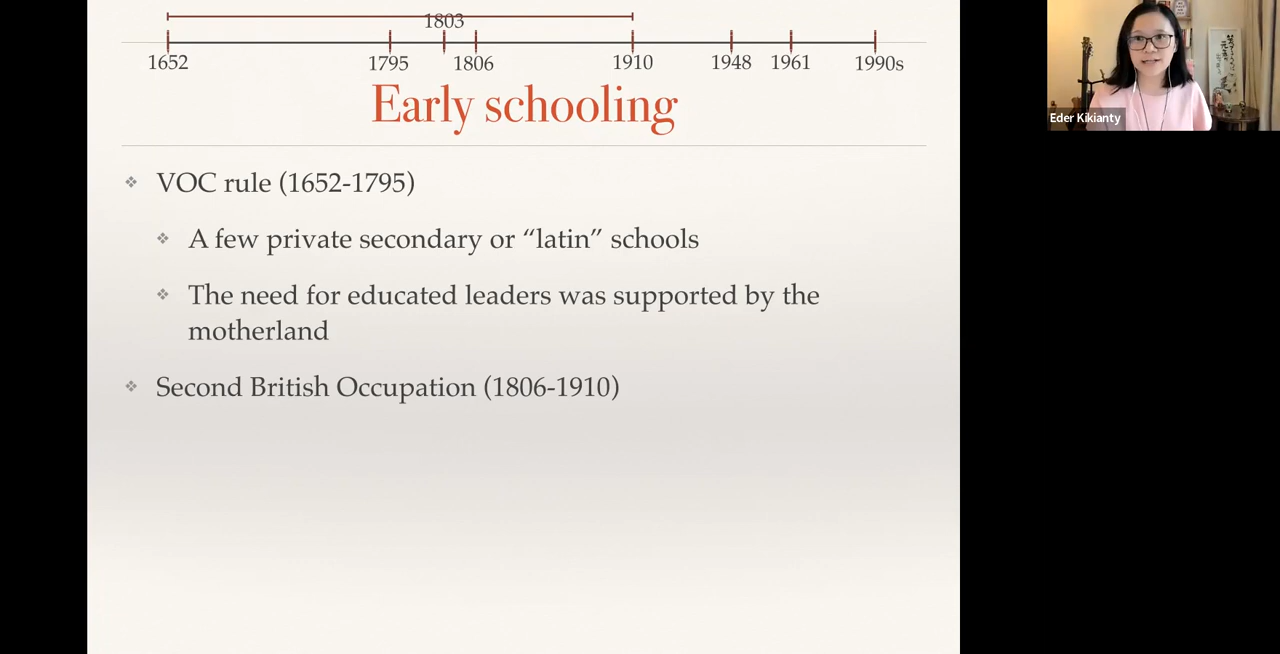 1803
1652 1795 1806 1910 1948 1961 1990s
Early schooling
❖ VOC rule (1652-1795)
❖ A few private secondary or “latin” schools
❖ The need for educated leaders was supported by the
motherland
❖ Second British Occupation (1806-1910)
Eder Kikianty